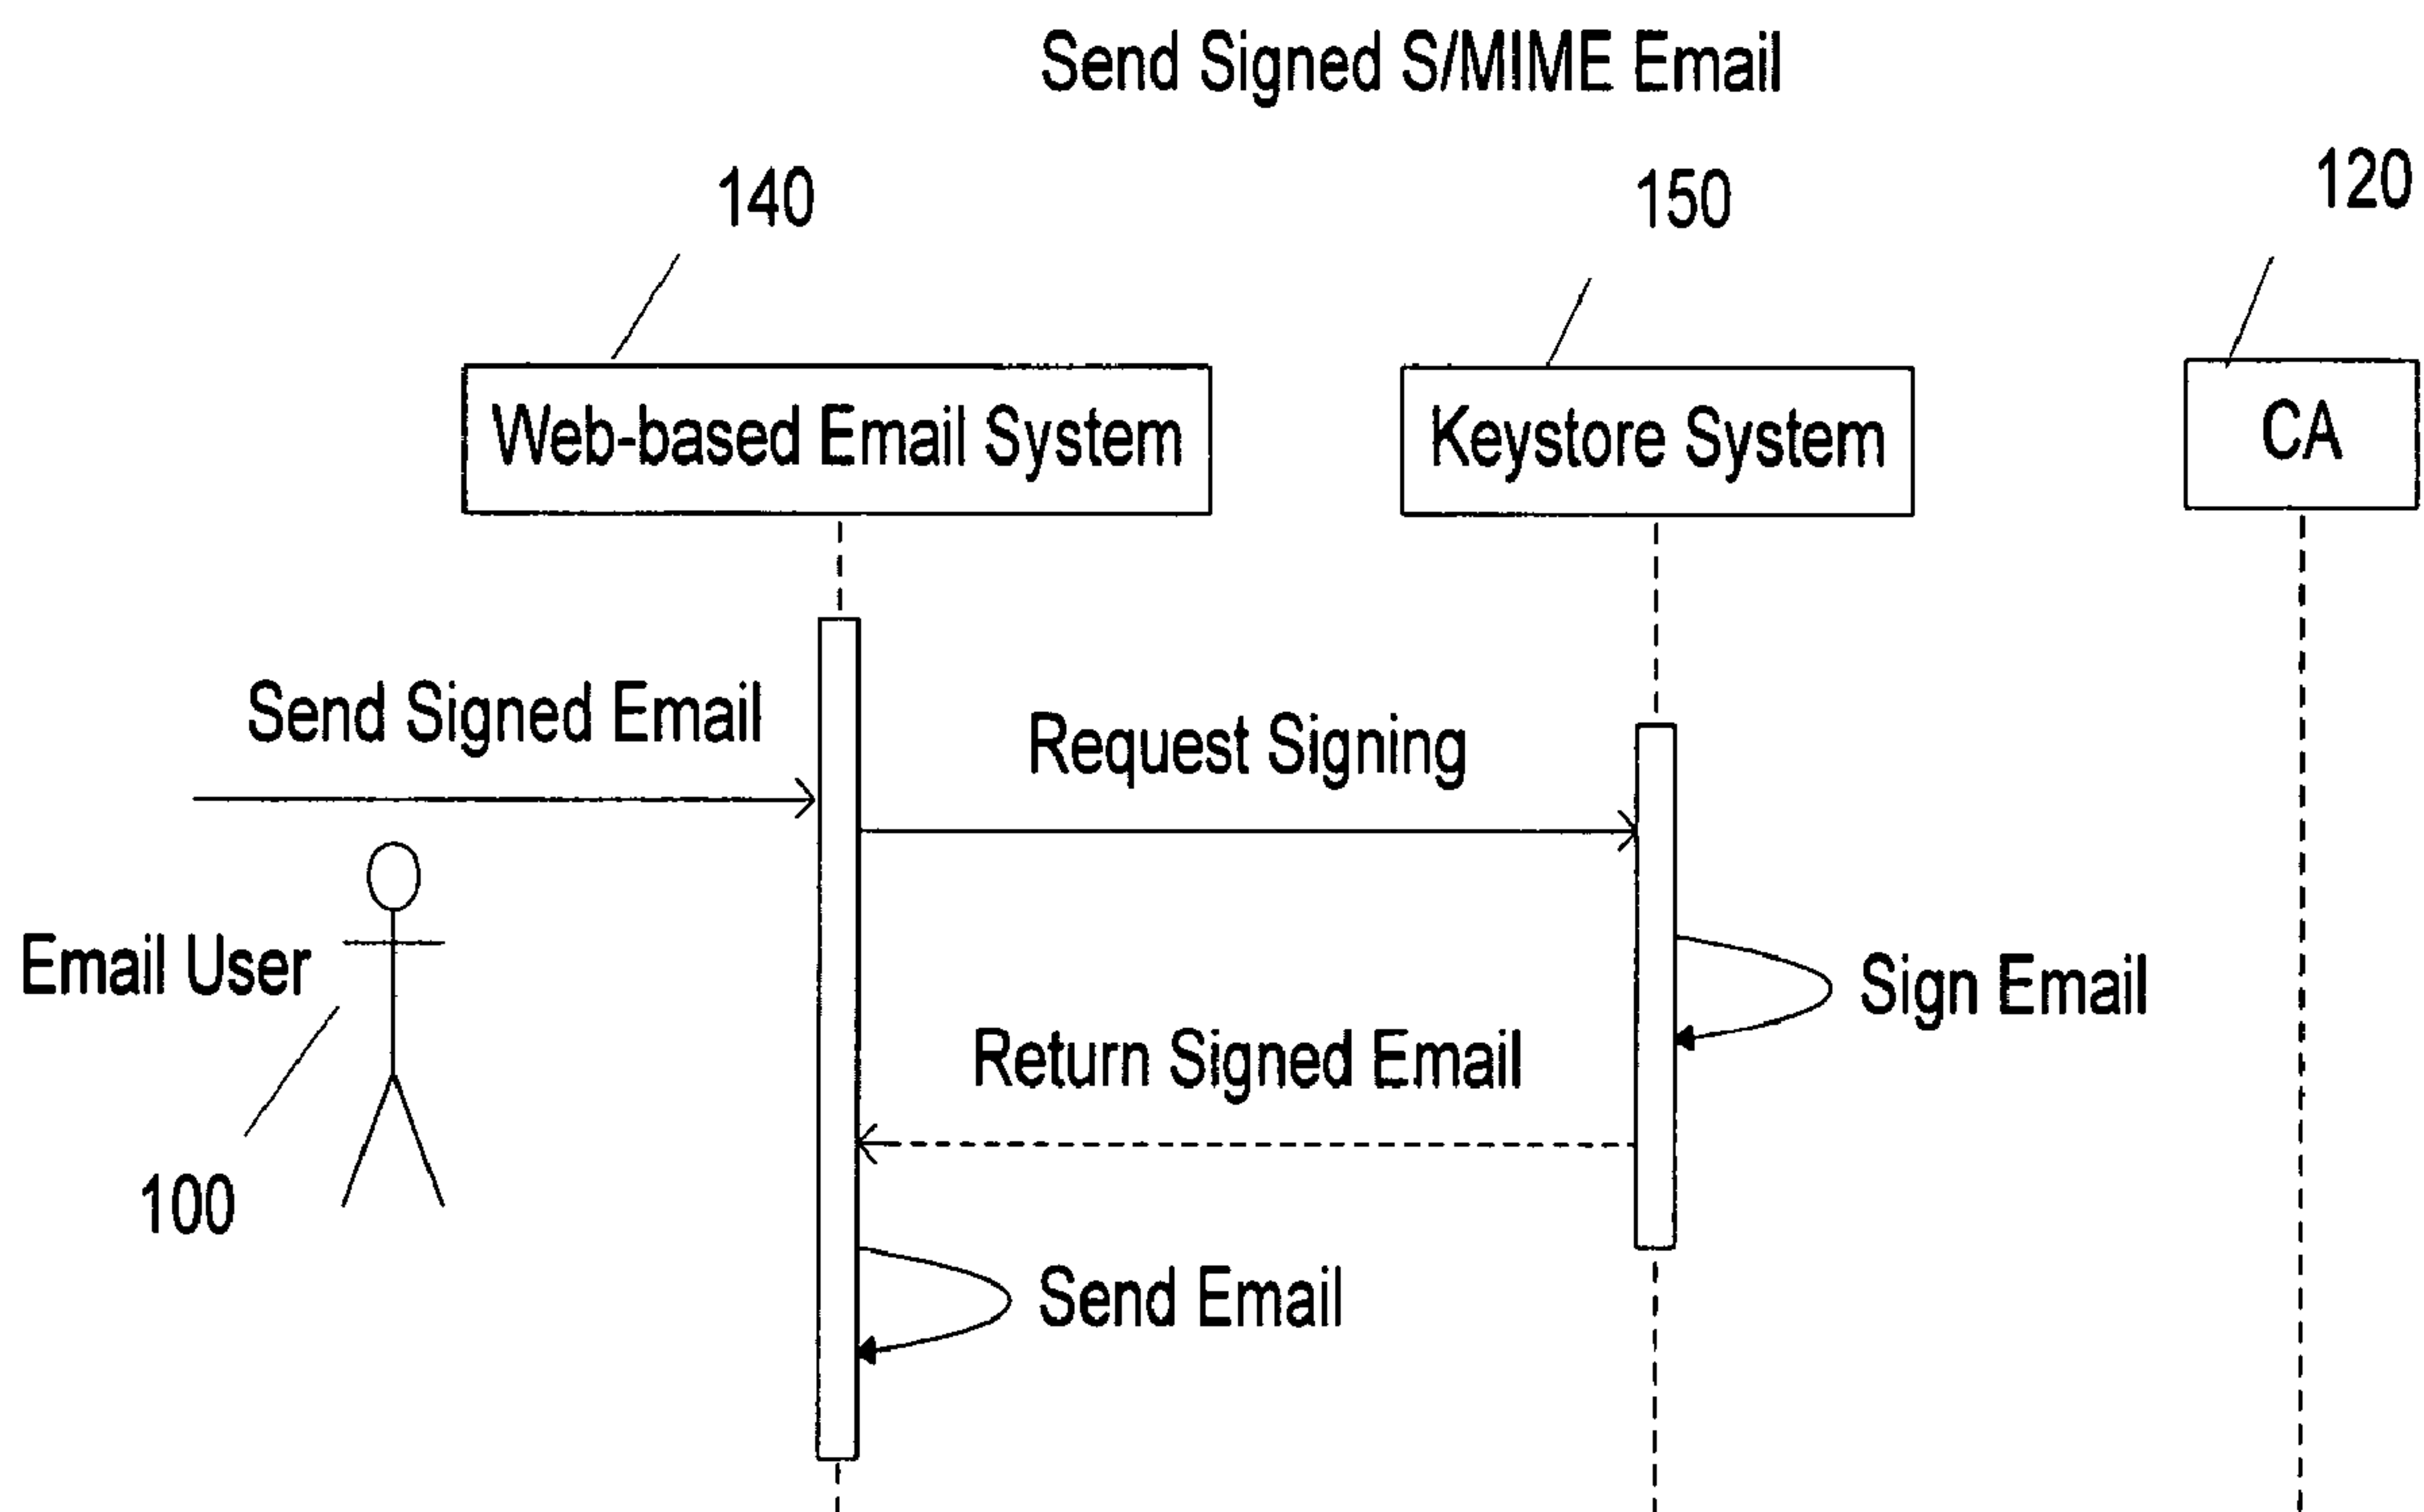 Send Signed S/MIME Email
140
150
120
Web-based Email System
Keystore System
CA
Send Signed Email
Request Signing
Email User
Sign Email
Return Signed Email
100
Send Email